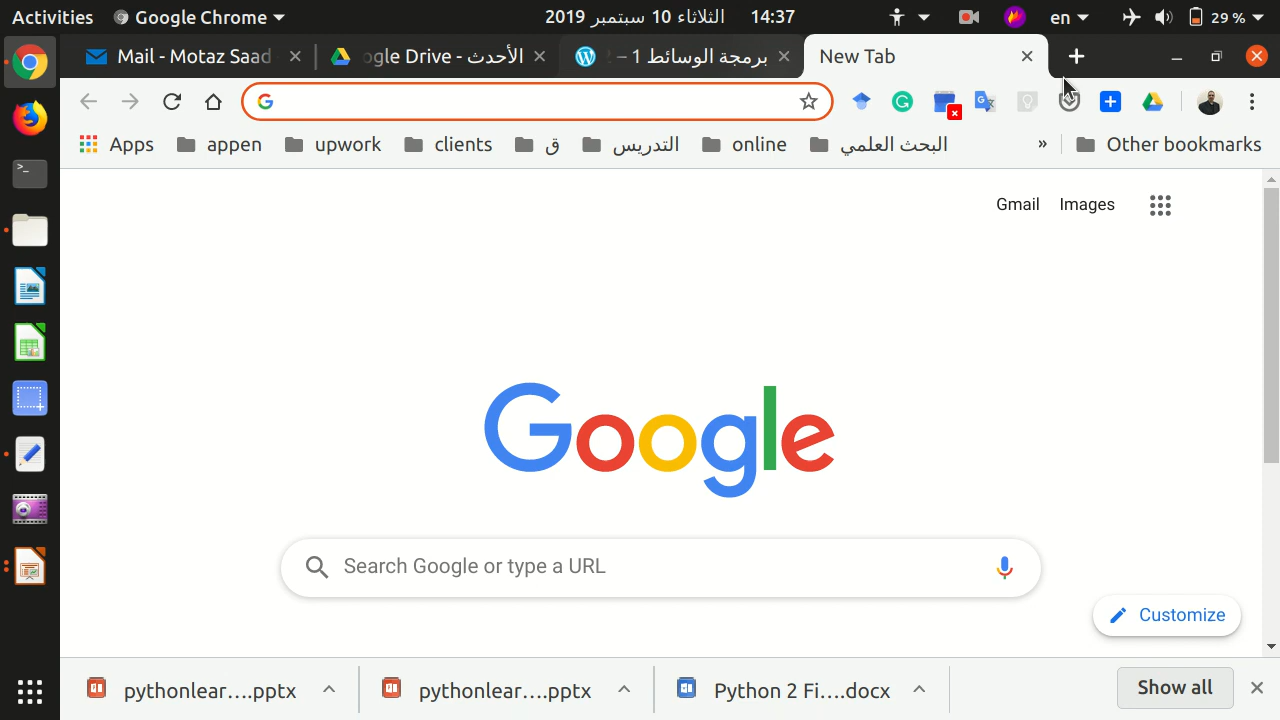 Activities Google Chrome الثلاثاء 10 سبتمبر 2019 14:37 en 29 %
Mail - Motaz Saad ogle Drive - الأحدث برمجة الوسائط 1 – New Tab
Apps appen upwork clients ق التدريس online البحث العلمي » Other bookmarks
Gmail Images
Google
Search Google or type a URL
Customize
pythonlear....pptx pythonlear....pptx Python 2 Fi....docx Show all